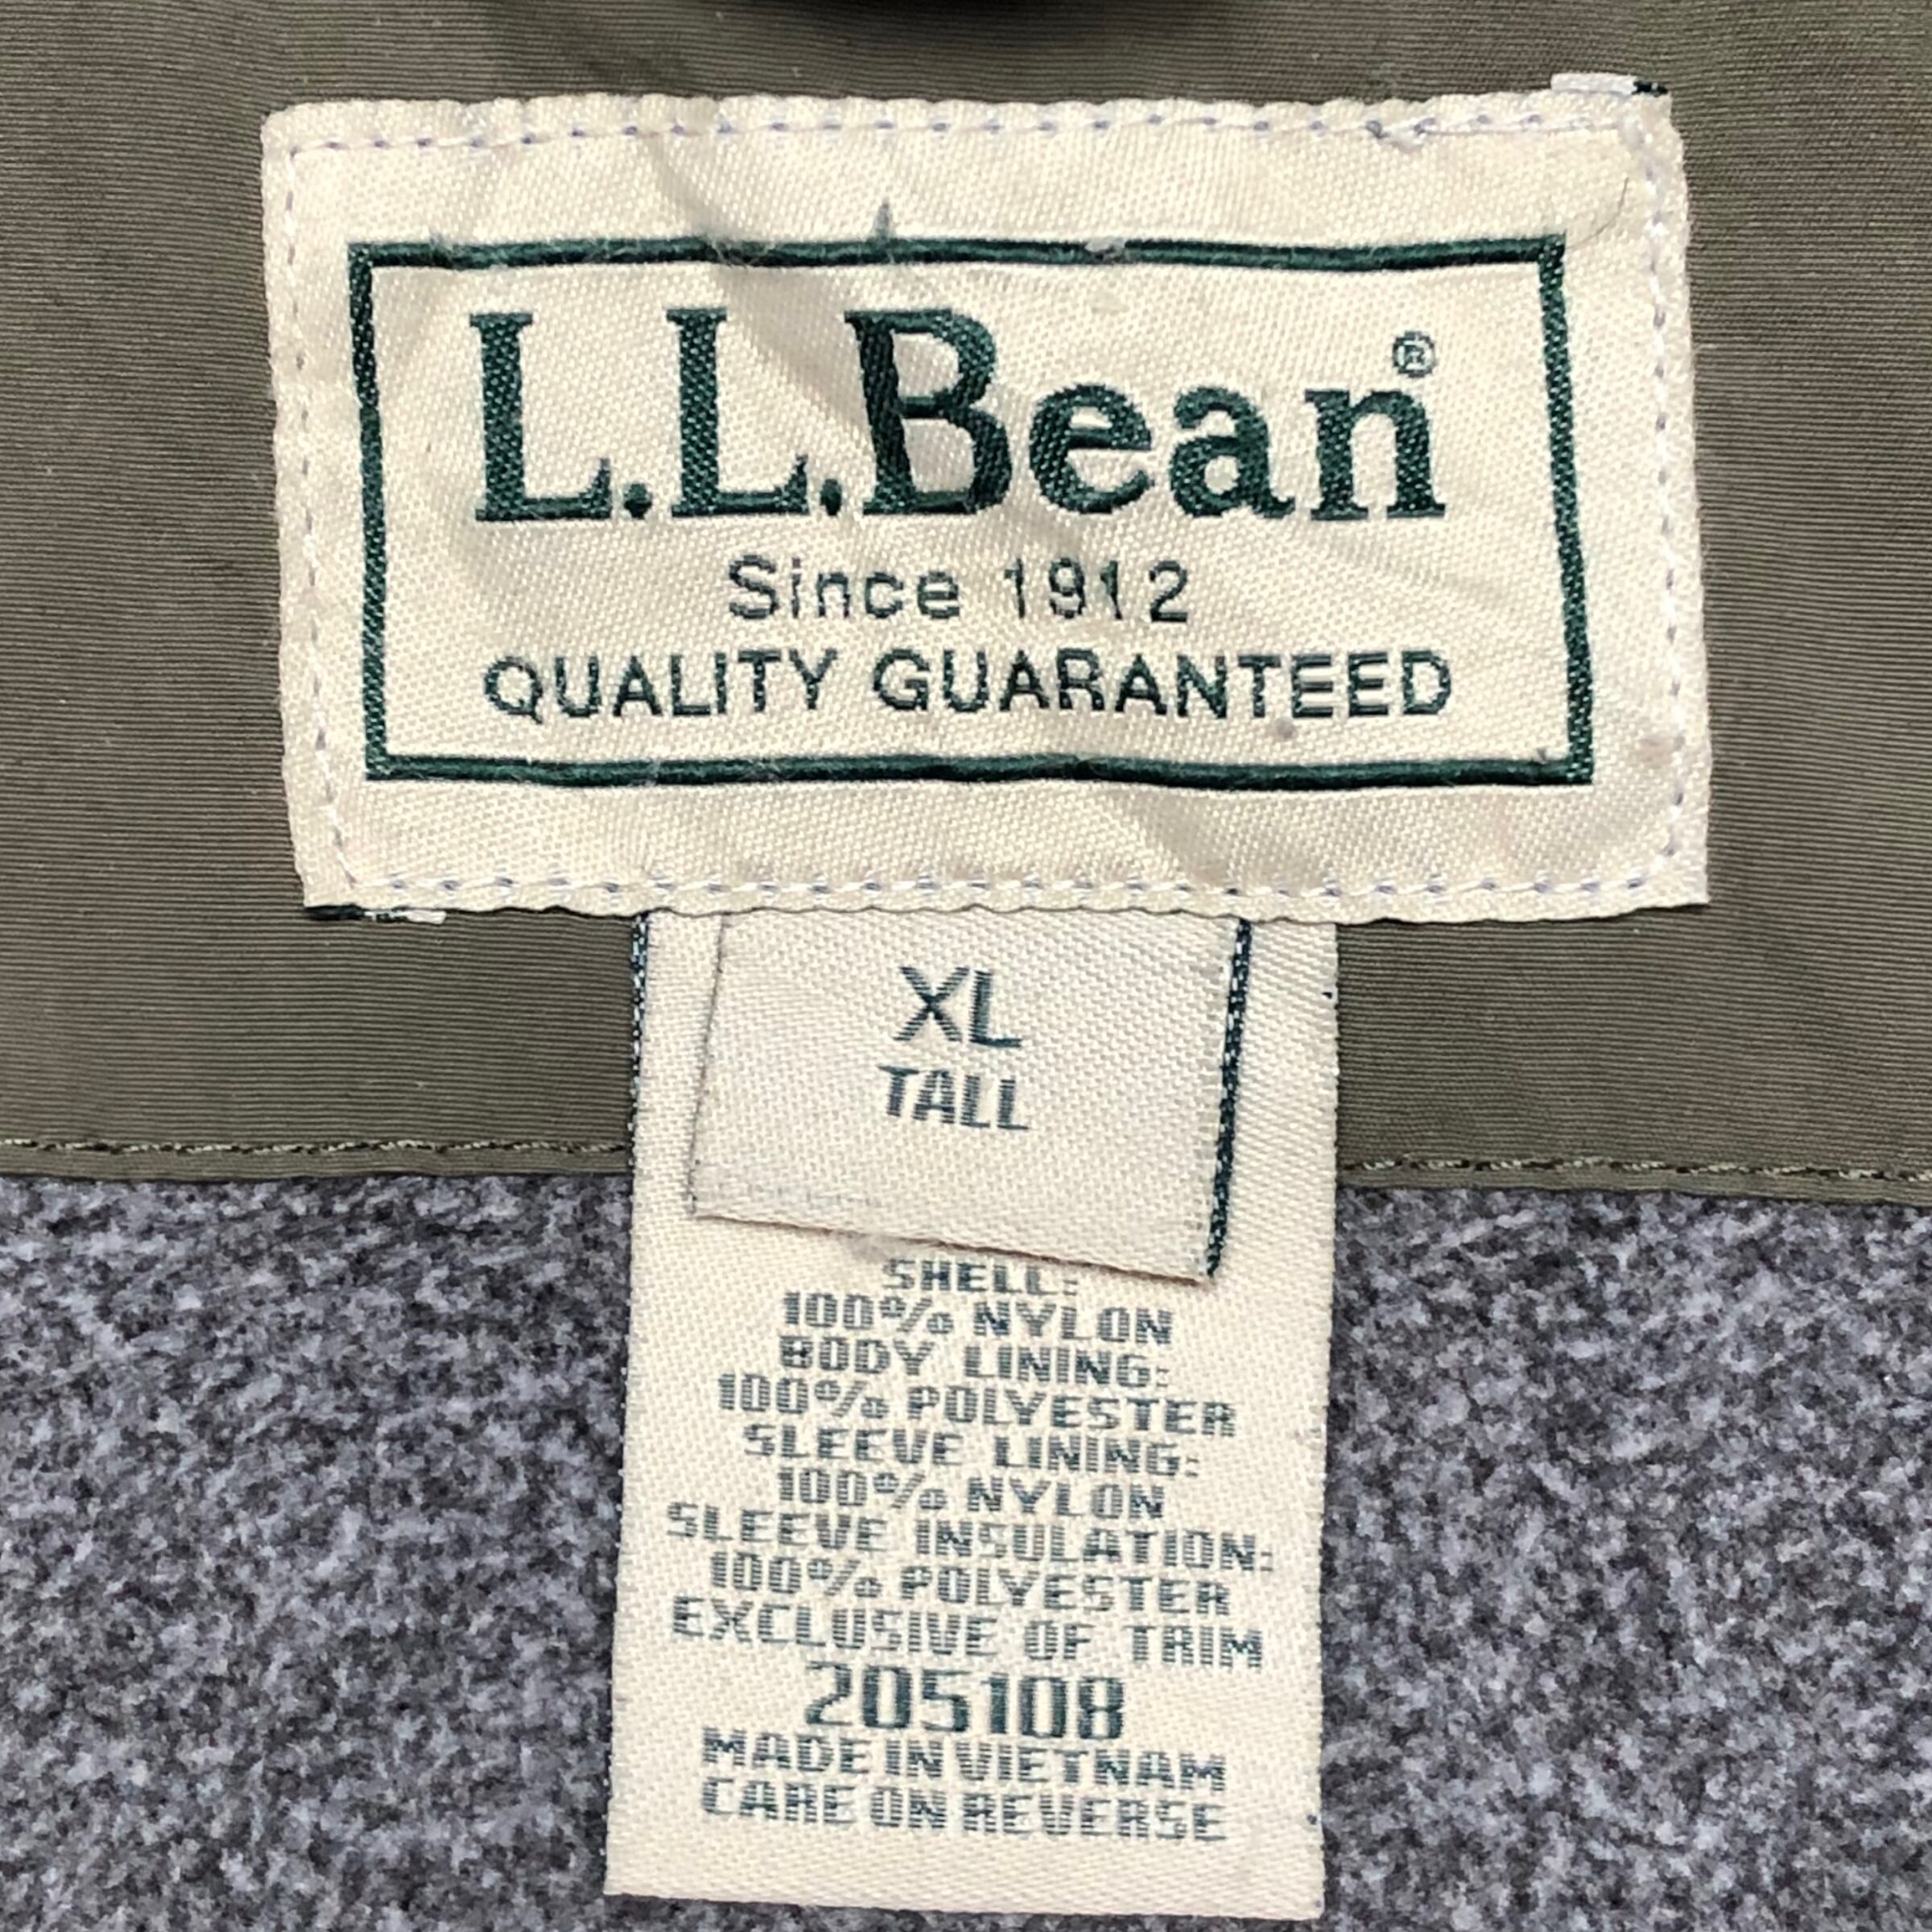 L.L.Bean®
Since 1912
QUALITY GUARANTEED
XL
TALL
SHELL:
100% NYLON
BODY LINING:
100% POLYESTER
SLEEVE LINING:
100% NYLON
SLEEVE INSULATION:
100% POLYESTER
EXCLUSIVE OF TRIM
205108
MADE IN VIETNAM
CARE ON REVERSE